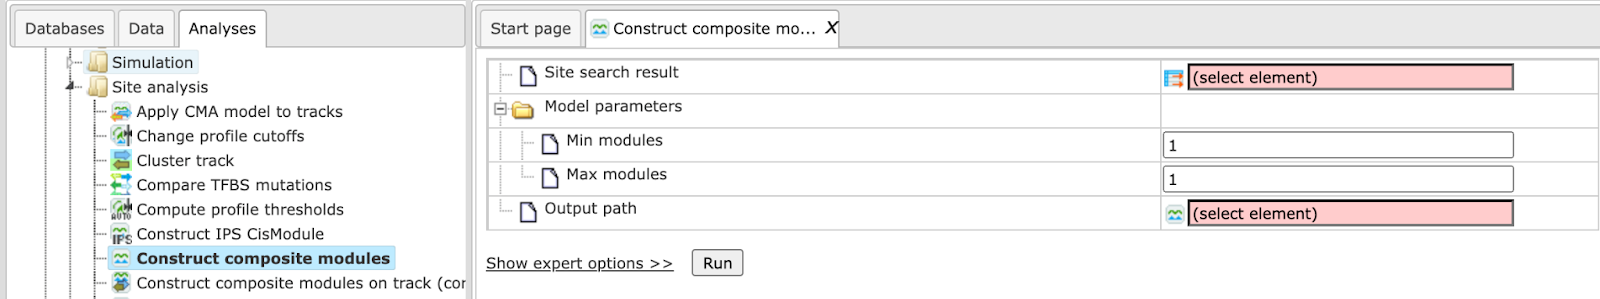 Databases
Data
Analyses
Simulation
Site analysis
Apply CMA model to tracks
Change profile cutoffs
Cluster track
Compare TFBS mutations
Compute profile thresholds
Construct IPS CisModule
Construct composite modules
Construct composite modules on track (cor
Start page
Construct composite mo... X
Site search result
(select element)
Model parameters
Min modules
1
Max modules
1
Output path
(select element)
Show expert options >>
Run